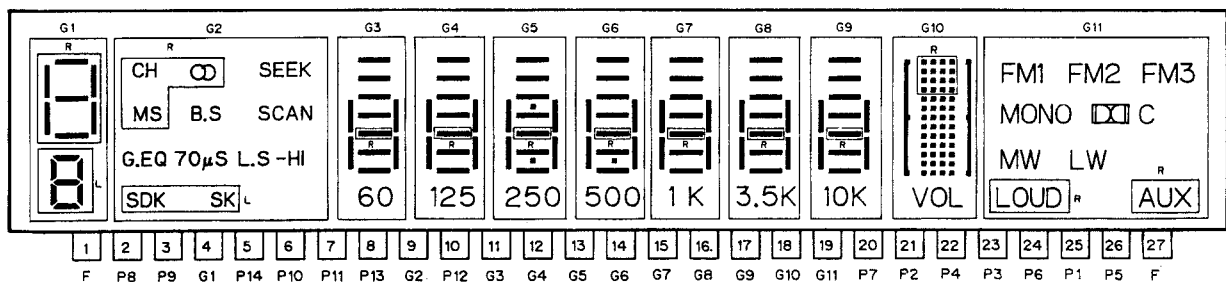 G1 G2 G3 G4 G5 G6 G7 G8 G9 G10 G11
R R R
CH SEEK FM1 FM2 FM3
MS B.S SCAN MONO C
R R R R R R R
G.EQ 70µS L.S -HI MW LW
L R
SDK SK L 60 125 250 500 1K 3.5K 10K VOL LOUD R AUX
1 2 3 4 5 6 7 8 9 10 11 12 13 14 15 16 17 18 19 20 21 22 23 24 25 26 27
F P8 P9 G1 P14 P10 P11 P13 G2 P12 G3 G4 G5 G6 G7 G8 G9 G10 G11 P7 P2 P4 P3 P6 P1 P5 F